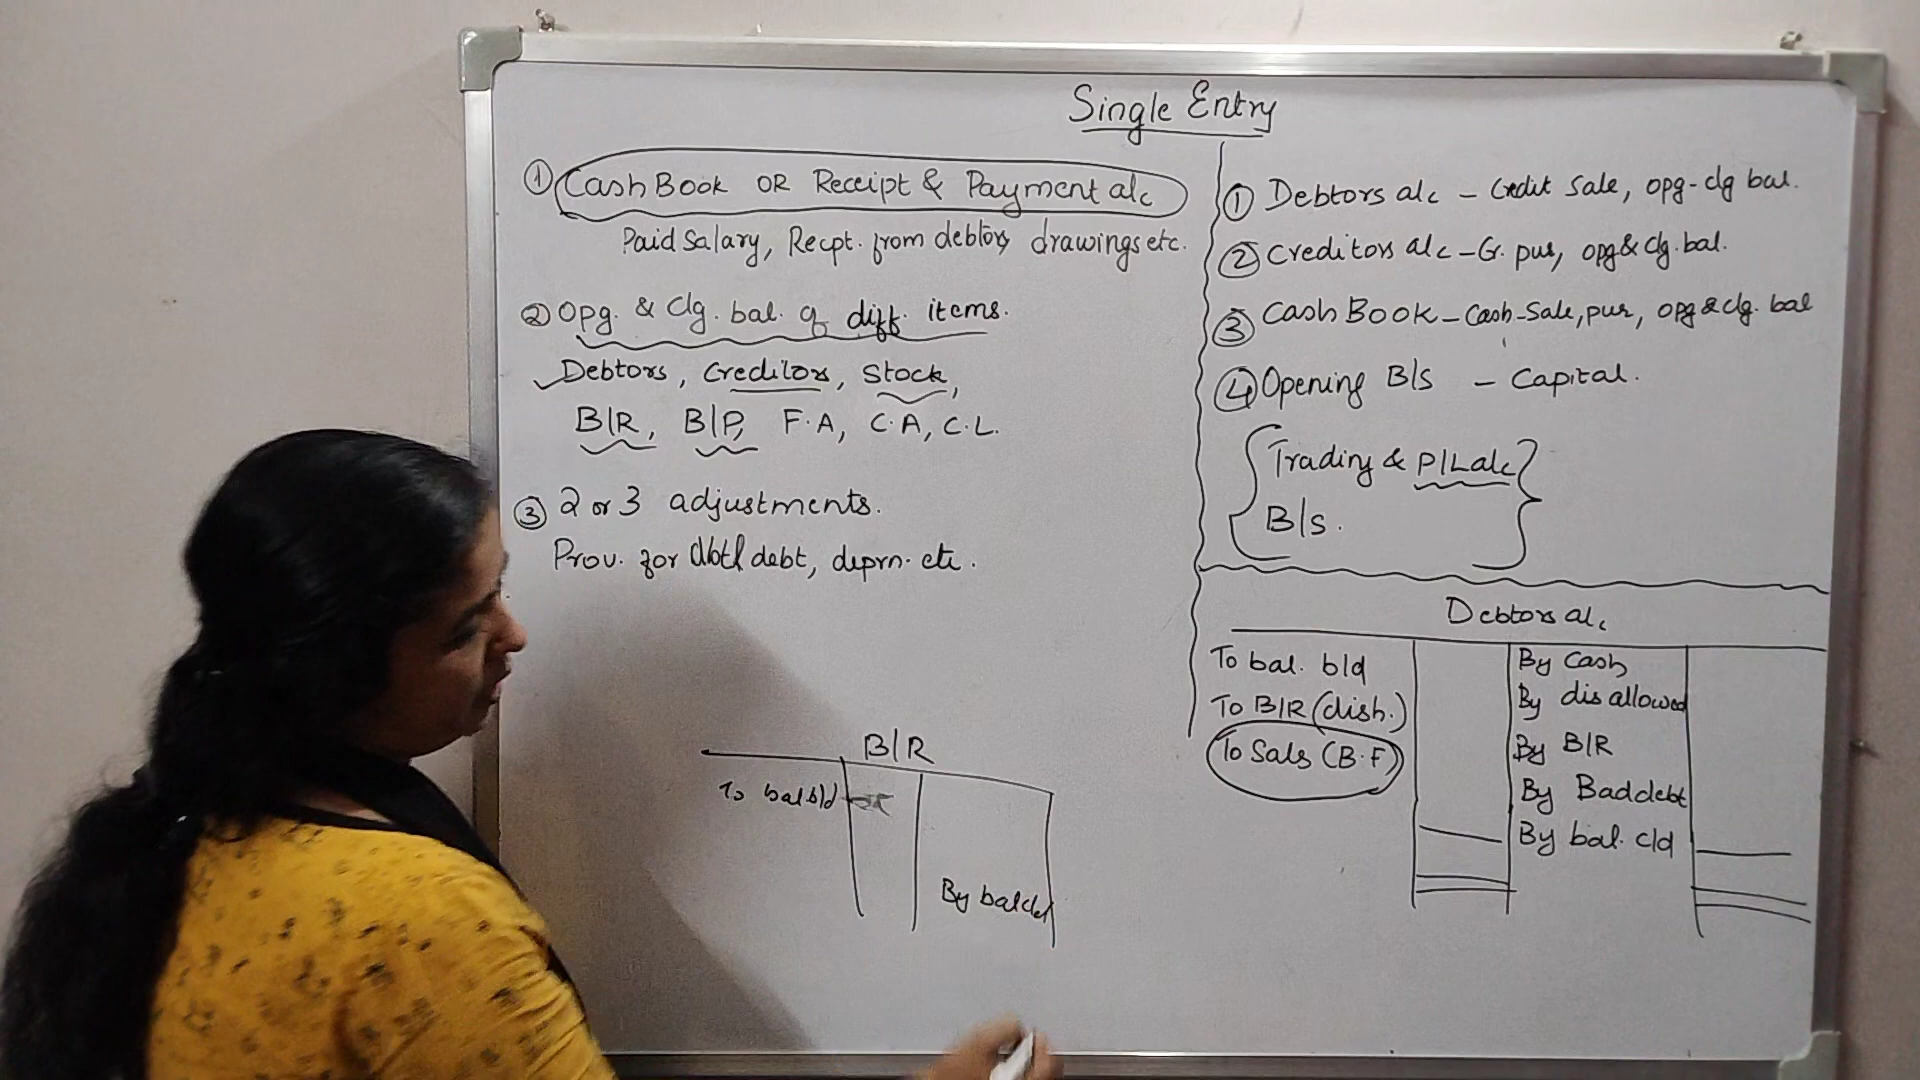 Single Entry
① Cash Book OR Receipt & Payment a/c
Paid Salary, Recpt. from debtors, drawings etc.
② Opg. & Clg. bal. of diff. items.
Debtors, Creditors, Stock,
B/R, B/P, F.A, C.A, C.L.
③ 2 or 3 adjustments.
Prov. for dbtl debt, deprn. etc.
① Debtors a/c - Credit Sale, opg-clg bal.
② Creditors a/c - Cr. pur, opg & clg. bal.
③ Cash Book - Cash-Sale, pur, opg & clg. bal
④ Opening B/S - Capital.
Trading & P/L a/c
B/S.
Debtors a/c
To bal. b/d By Cash
To B/R (dish.) By dis allowed
To Sals (B.F) By B/R
By Bad debt
By bal. c/d
B/R
To bal b/d
By bal c/d